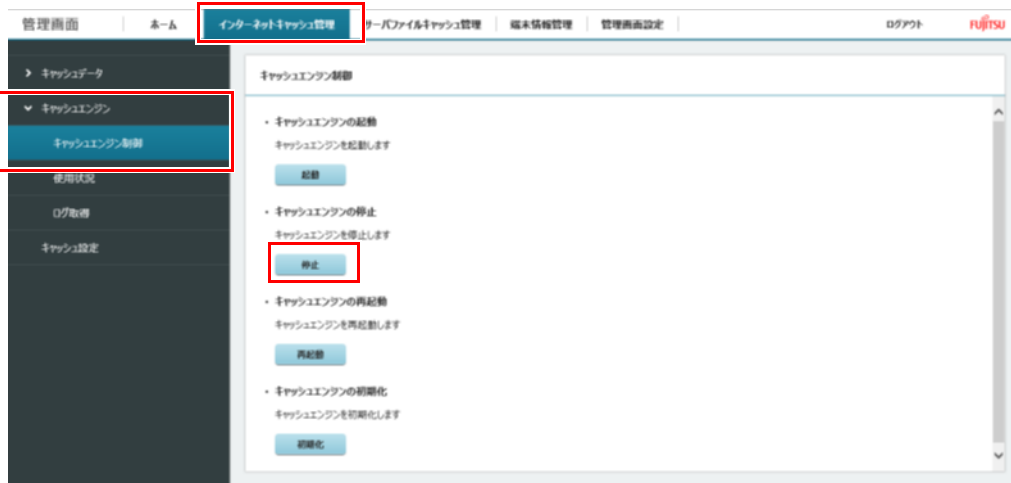 管理画面
ホーム
インターネットキャッシュ管理
サーバファイルキャッシュ管理
端末情報管理
管理画面設定
ログアウト
FUJITSU
キャッシュデータ
キャッシュエンジン
キャッシュエンジン制御
使用状況
ログ取得
キャッシュ設定
キャッシュエンジン制御
・キャッシュエンジンの起動
キャッシュエンジンを起動します
起動
・キャッシュエンジンの停止
キャッシュエンジンを停止します
停止
・キャッシュエンジンの再起動
キャッシュエンジンを再起動します
再起動
・キャッシュエンジンの初期化
キャッシュエンジンを初期化します
初期化